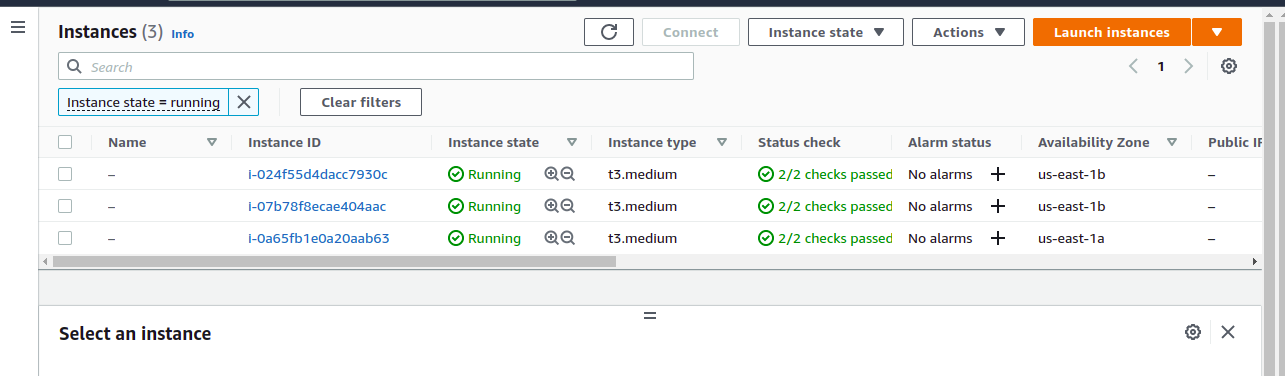 Instances (3) Info Connect Instance state Actions Launch instances
Search 1
Instance state = running Clear filters
Name Instance ID Instance state Instance type Status check Alarm status Availability Zone Public IP
– i-024f55d4dacc7930c Running t3.medium 2/2 checks passed No alarms us-east-1b –
– i-07b78f8ecae404aac Running t3.medium 2/2 checks passed No alarms us-east-1b –
– i-0a65fb1e0a20aab63 Running t3.medium 2/2 checks passed No alarms us-east-1a –
Select an instance